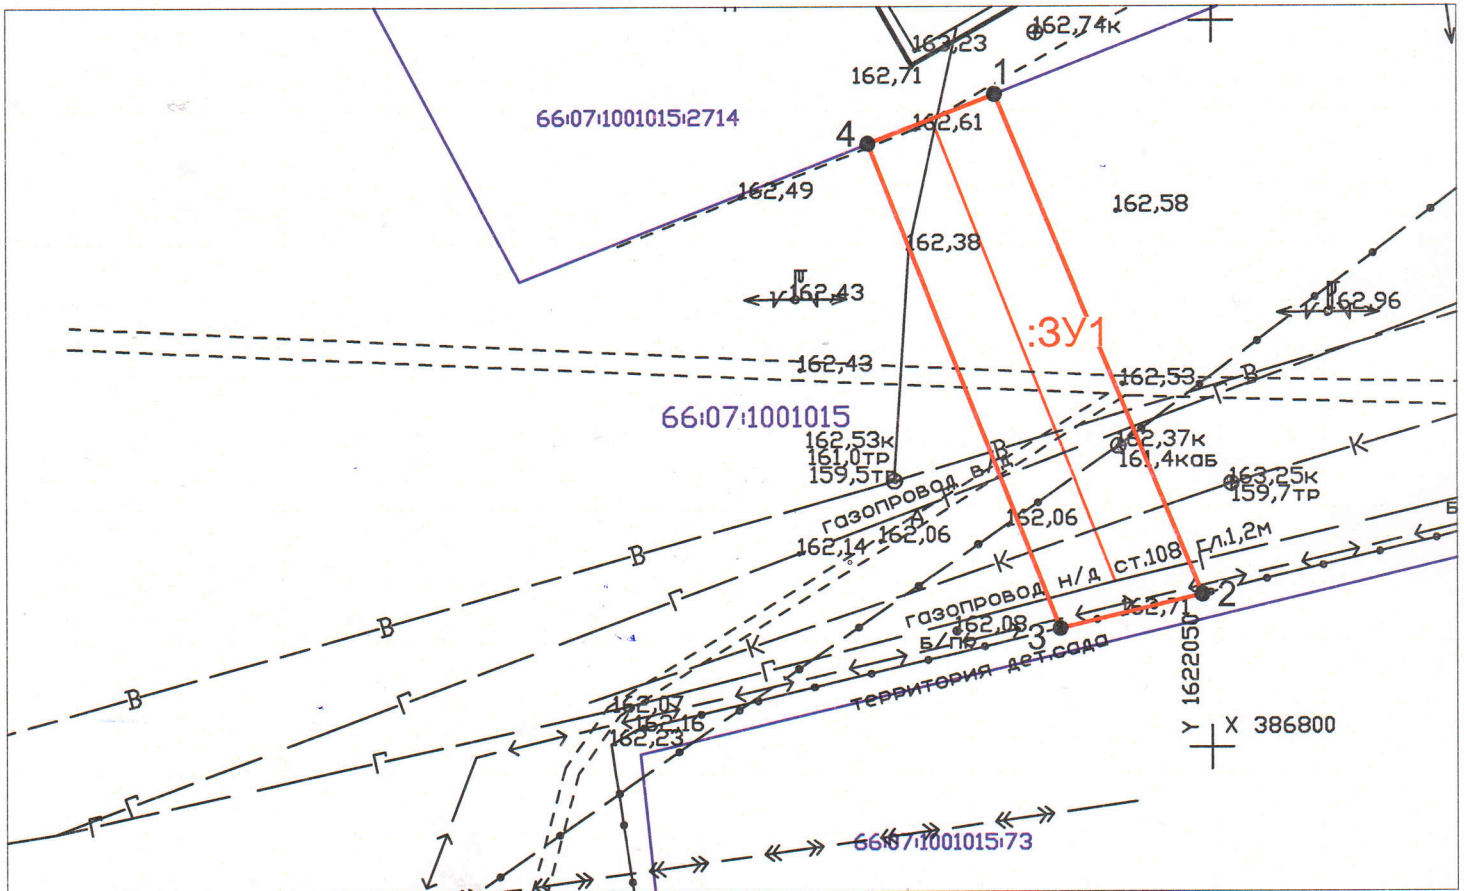 162,74к
163,23
162,71
1
66:07:1001015:2714
162,61
4
162,49
162,58
162,38
162,43
162,96
:ЗУ1
162,43
162,53
В
Г
66:07:1001015
162,53к
161,0тр
159,5тр
В
162,37к
161,4каб
К
163,25к
159,7тр
газопровод в/д
Г
162,06
162,06
162,14
В
К
газопровод н/д ст.108 Гл.1,2м
Б
Г
162,71
2
162,08
3
Б/пр
К
Г
В
территория дет.сада
В
Г
162,07
162,16
162,23
Y 1622050
X 386800
Г
Г
Г
66:07:1001015:73